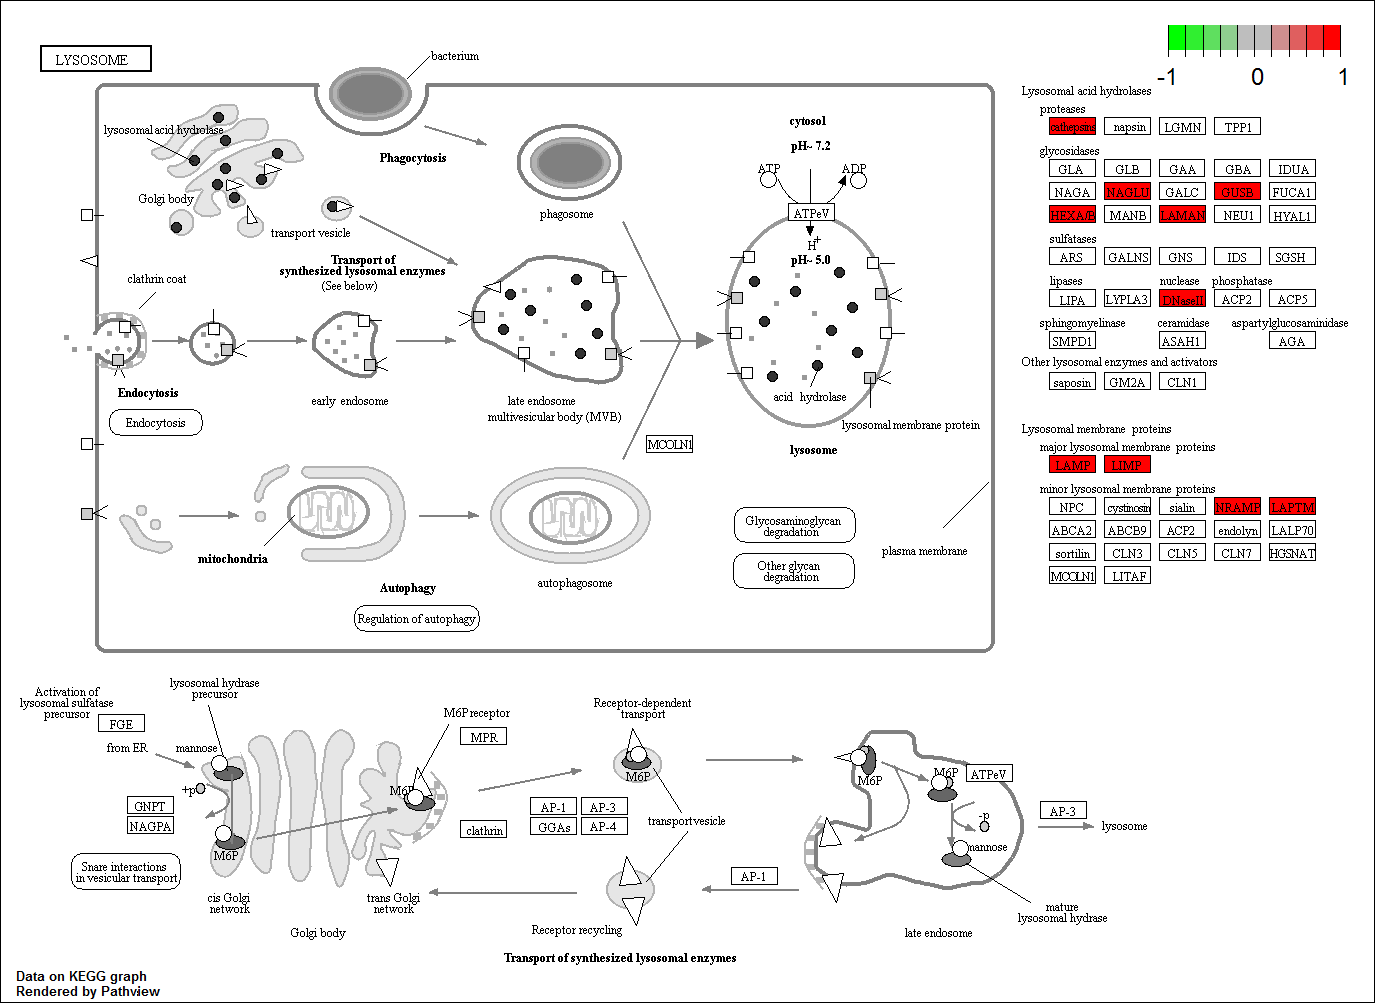 LYSOSOME
bacterium
-1 0 1
lysosomal acid hydrolase
Golgi body
Phagocytosis
phagosome
transport vesicle
Transport of
synthesized lysosomal enzymes
(See below)
clathrin coat
Endocytosis
Endocytosis
early endosome
late endosome
multivesicular body (MVB)
MCOLN1
cytosol
pH~ 7.2
ATP
ADP
ATPeV
H+
pH~ 5.0
acid hydrolase
lysosomal membrane protein
lysosome
mitochondria
Autophagy
Regulation of autophagy
autophagosome
Glycosaminoglycan
degradation
Other glycan
degradation
plasma membrane
Lysosomal acid hydrolases
proteases
cathepsins napsin LGMN TPP1
glycosidases
GLA GLB GAA GBA IDUA
NAGA NAGLU GALC GUSB FUCA1
HEXA/B MANB LAMAN NEU1 HYAL1
sulfatases
ARS GALNS GNS IDS SGSH
lipases nuclease phosphatase
LIPA LYPLA3 DNaseII ACP2 ACP5
sphingomyelinase ceramidase aspartylglucosaminidase
SMPD1 ASAH1 AGA
Other lysosomal enzymes and activators
saposin GM2A CLN1
Lysosomal membrane proteins
major lysosomal membrane proteins
LAMP LIMP
minor lysosomal membrane proteins
NPC cystinosin sialin NRAMP LAPTM
ABCA2 ABCB9 ACP2 endolyn LALP70
sortilin CLN3 CLN5 CLN7 HGSNAT
MCOLN1 LITAF
Activation of
lysosomal sulfatase
precursor
FGE
from ER
lysosomal hydrase
precursor
mannose
+p
GNPT
NAGPA
M6P
Snare interactions
in vesicular transport
cis Golgi
network
Golgi body
trans Golgi
network
M6P
M6P receptor
MPR
clathrin
AP-1 AP-3
GGAs AP-4
Receptor-dependent
transport
M6P
transport vesicle
Receptor recycling
AP-1
M6P
M6P
ATPeV
-p
mannose
AP-3
lysosome
mature
lysosomal hydrase
late endosome
Transport of synthesized lysosomal enzymes
Data on KEGG graph
Rendered by Pathview